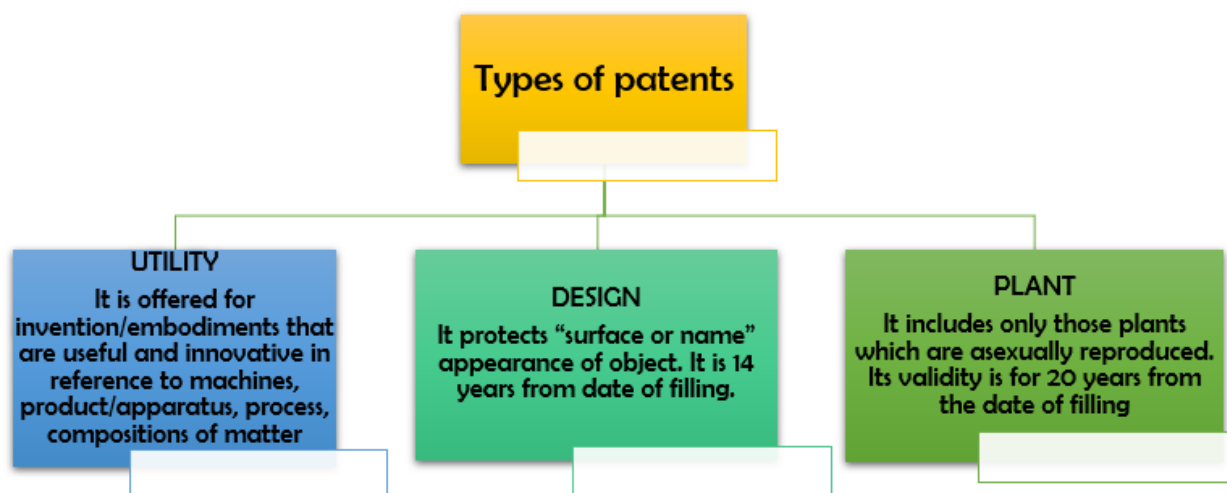 Types of patents
UTILITY
It is offered for
invention/embodiments that
are useful and innovative in
reference to machines,
product/apparatus, process,
compositions of matter
DESIGN
It protects “surface or name”
appearance of object. It is 14
years from date of filling.
PLANT
It includes only those plants
which are asexually reproduced.
Its validity is for 20 years from
the date of filling